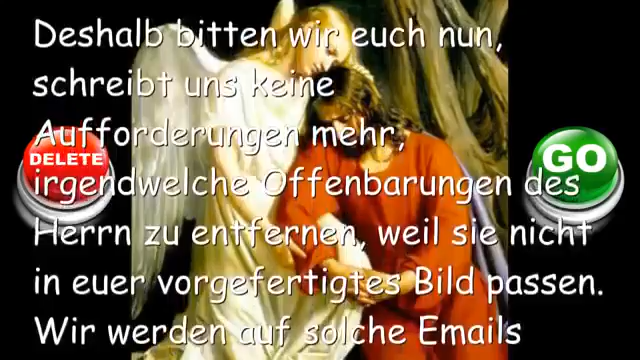 Deshalb bitten wir euch nun,
schreibt uns keine
Aufforderungen mehr,
DELETE
GO
irgendwelche Offenbarungen des
Herrn zu entfernen, weil sie nicht
in euer vorgefertigtes Bild passen.
Wir werden auf solche Emails